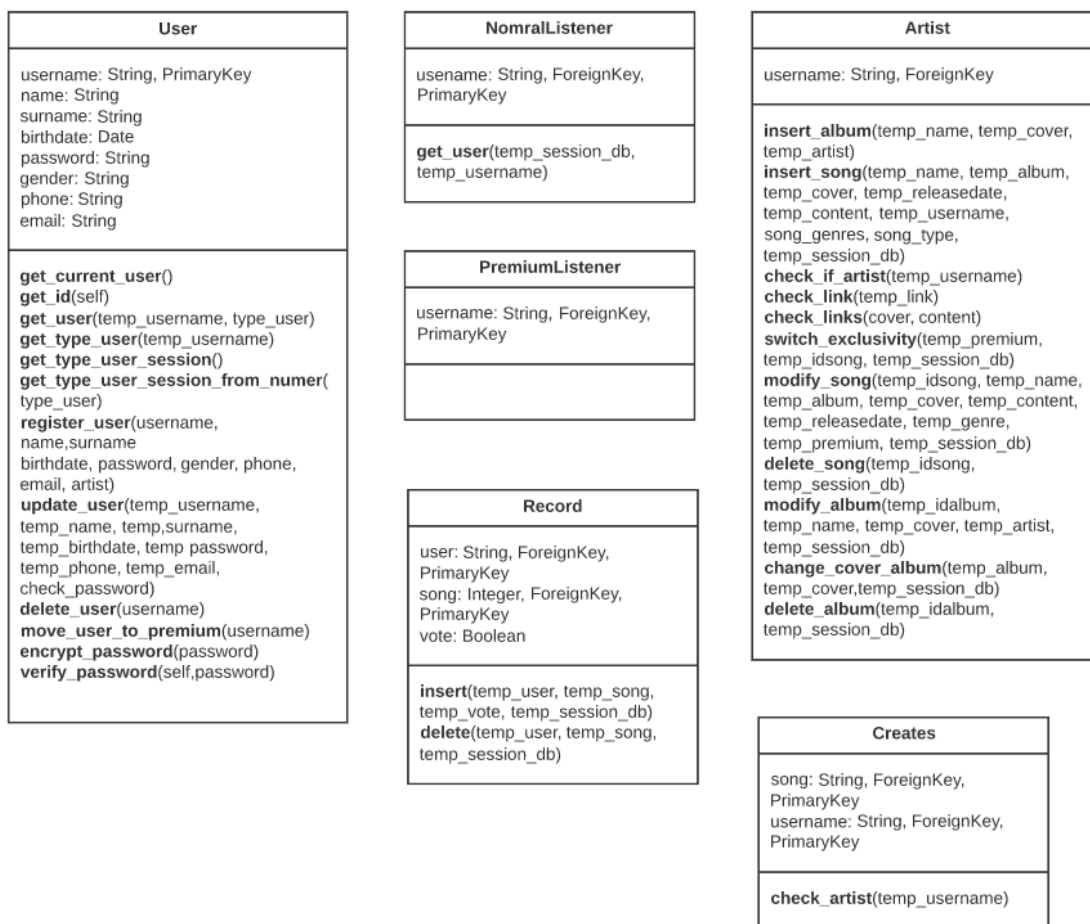 User
username: String, PrimaryKey
name: String
surname: String
birthdate: Date
password: String
gender: String
phone: String
email: String
get_current_user()
get_id(self)
get_user(temp_username, type_user)
get_type_user(temp_username)
get_type_user_session()
get_type_user_session_from_numer(
type_user)
register_user(username,
name,surname
birthdate, password, gender, phone,
email, artist)
update_user(temp_username,
temp_name, temp,surname,
temp_birthdate, temp password,
temp_phone, temp_email,
check_password)
delete_user(username)
move_user_to_premium(username)
encrypt_password(password)
verify_password(self,password)
NomralListener
usename: String, ForeignKey,
PrimaryKey
get_user(temp_session_db,
temp_username)
PremiumListener
username: String, ForeignKey,
PrimaryKey
Record
user: String, ForeignKey,
PrimaryKey
song: Integer, ForeignKey,
PrimaryKey
vote: Boolean
insert(temp_user, temp_song,
temp_vote, temp_session_db)
delete(temp_user, temp_song,
temp_session_db)
Artist
username: String, ForeignKey
insert_album(temp_name, temp_cover,
temp_artist)
insert_song(temp_name, temp_album,
temp_cover, temp_releasedate,
temp_content, temp_username,
song_genres, song_type,
temp_session_db)
check_if_artist(temp_username)
check_link(temp_link)
check_links(cover, content)
switch_exclusivity(temp_premium,
temp_idsong, temp_session_db)
modify_song(temp_idsong, temp_name,
temp_album, temp_cover, temp_content,
temp_releasedate, temp_genre,
temp_premium, temp_session_db)
delete_song(temp_idsong,
temp_session_db)
modify_album(temp_idalbum,
temp_name, temp_cover, temp_artist,
temp_session_db)
change_cover_album(temp_album,
temp_cover,temp_session_db)
delete_album(temp_idalbum,
temp_session_db)
Creates
song: String, ForeignKey,
PrimaryKey
username: String, ForeignKey,
PrimaryKey
check_artist(temp_username)